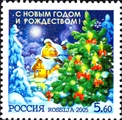 С НОВЫМ ГОДОМ
И РОЖДЕСТВОМ!
РОССИЯ ROSSIJA 2005 5.60